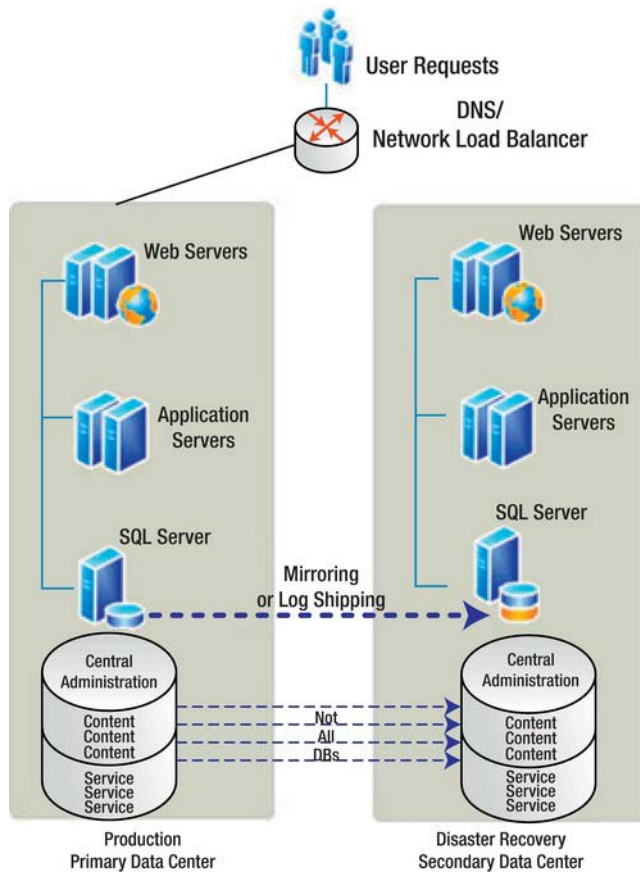 User Requests
DNS/
Network Load Balancer
Web Servers
Application
Servers
SQL Server
Web Servers
Application
Servers
SQL Server
Mirroring
or Log Shipping
Central
Administration
Content
Content
Content
Service
Service
Service
Not
All
DBs
Central
Administration
Content
Content
Content
Service
Service
Service
Production
Primary Data Center
Disaster Recovery
Secondary Data Center